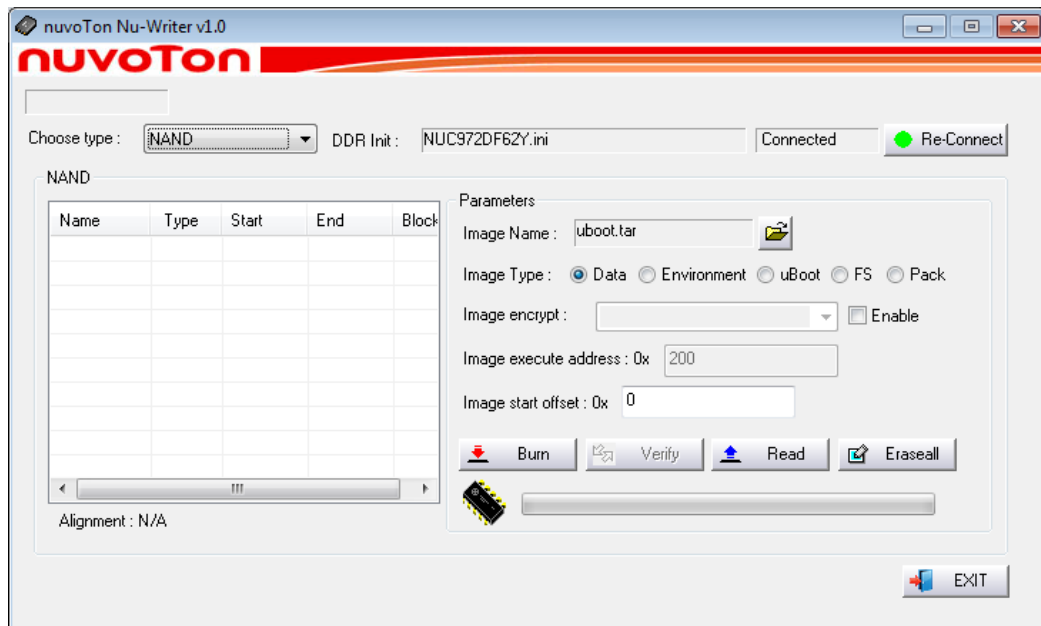 nuvoTon Nu-Writer v1.0
nuvoTon
Choose type : NAND DDR Init : NUC972DF62Y.ini Connected Re-Connect
NAND
Name Type Start End Block
Parameters
Image Name : uboot.tar
Image Type : Data Environment uBoot FS Pack
Image encrypt : Enable
Image execute address : 0x 200
Image start offset : 0x 0
Burn Verify Read Eraseall
Alignment : N/A
EXIT